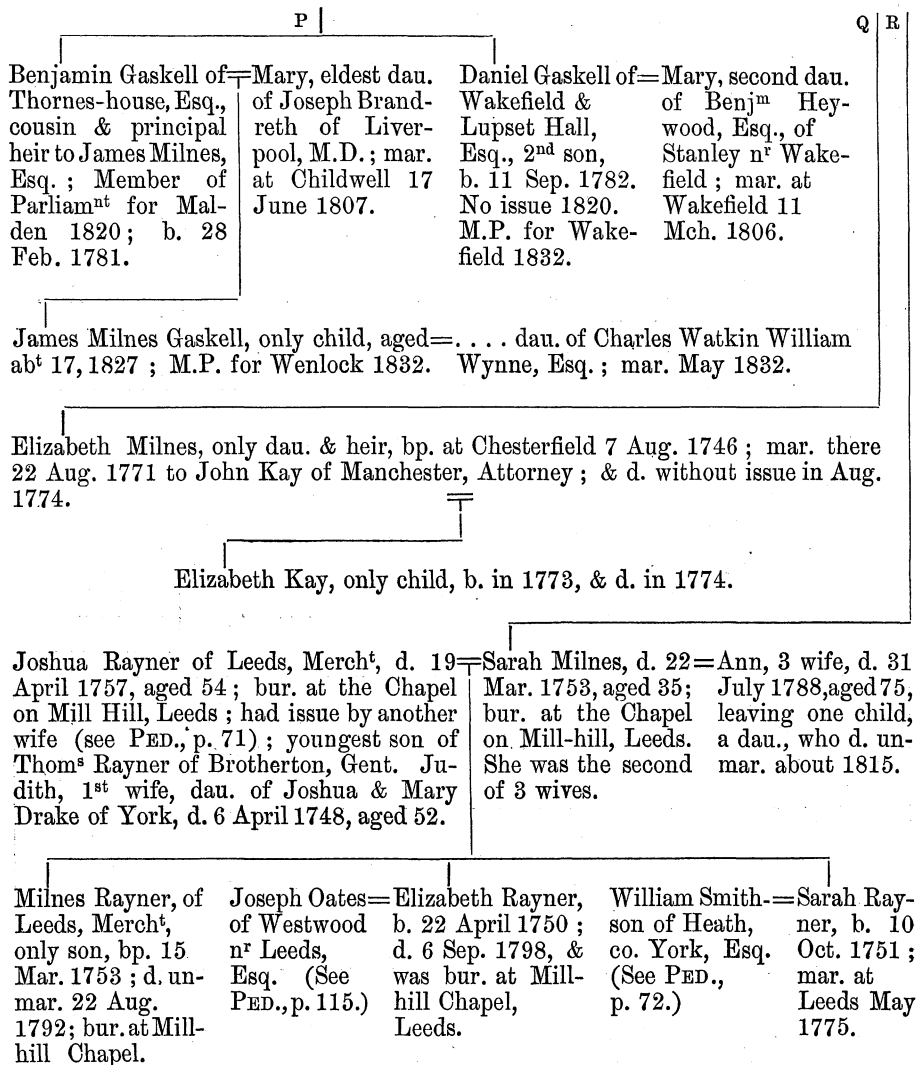 P
Q R
Benjamin Gaskell of
Thornes-house, Esq.,
cousin & principal
heir to James Milnes,
Esq. ; Member of
Parliamⁿᵗ for Mal-
den 1820 ; b. 28
Feb. 1781.
=Mary, eldest dau.
of Joseph Brand-
reth of Liver-
pool, M.D. ; mar.
at Childwell 17
June 1807.
Daniel Gaskell of
Wakefield &
Lupset Hall,
Esq., 2ⁿᵈ son,
b. 11 Sep. 1782.
No issue 1820.
M.P. for Wake-
field 1832.
=Mary, second dau.
of Benjᵐ Hey-
wood, Esq., of
Stanley nʳ Wake-
field ; mar. at
Wakefield 11
Mch. 1806.
James Milnes Gaskell, only child, aged
abᵗ 17, 1827 ; M.P. for Wenlock 1832.
=. . . . dau. of Charles Watkin William
Wynne, Esq. ; mar. May 1832.
Elizabeth Milnes, only dau. & heir, bp. at Chesterfield 7 Aug. 1746 ; mar. there
22 Aug. 1771 to John Kay of Manchester, Attorney ; & d. without issue in Aug.
1774.
Elizabeth Kay, only child, b. in 1773, & d. in 1774.
Joshua Rayner of Leeds, Merchᵗ, d. 19
April 1757, aged 54 ; bur. at the Chapel
on Mill Hill, Leeds ; had issue by another
wife (see PED., p. 71) ; youngest son of
Thomˢ Rayner of Brotherton, Gent. Ju-
dith, 1ˢᵗ wife, dau. of Joshua & Mary
Drake of York, d. 6 April 1748, aged 52.
=Sarah Milnes, d. 22
Mar. 1753, aged 35 ;
bur. at the Chapel
on Mill-hill, Leeds.
She was the second
of 3 wives.
=Ann, 3 wife, d. 31
July 1788, aged 75,
leaving one child,
a dau., who d. un-
mar. about 1815.
Milnes Rayner, of
Leeds, Merchᵗ,
only son, bp. 15
Mar. 1753 ; d. un-
mar. 22 Aug.
1792 ; bur. at Mill-
hill Chapel.
Joseph Oates
of Westwood
nʳ Leeds,
Esq. (See
PED., p. 115.)
=Elizabeth Rayner,
b. 22 April 1750 ;
d. 6 Sep. 1798, &
was bur. at Mill-
hill Chapel,
Leeds.
William Smith-
son of Heath,
co. York, Esq.
(See PED.,
p. 72.)
=Sarah Ray-
ner, b. 10
Oct. 1751 ;
mar. at
Leeds May
1775.